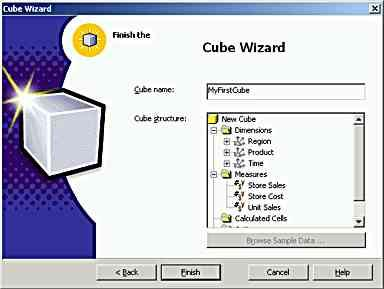 Cube Wizard
Finish the
Cube Wizard
Cube name:
MyFirstCube
Cube structure:
New Cube
Dimensions
Region
Product
Time
Measures
Store Sales
Store Cost
Unit Sales
Calculated Cells
Browse Sample Data ...
< Back
Finish
Cancel
Help